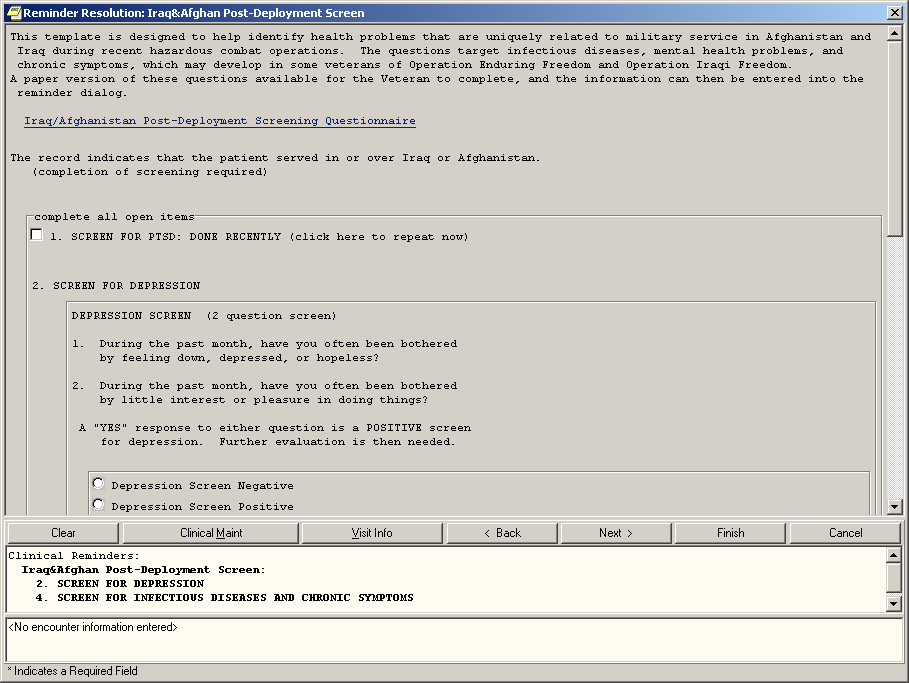 Reminder Resolution: Iraq&Afghan Post-Deployment Screen
This template is designed to help identify health problems that are uniquely related to military service in Afghanistan and
Iraq during recent hazardous combat operations.  The questions target infectious diseases, mental health problems, and
chronic symptoms, which may develop in some veterans of Operation Enduring Freedom and Operation Iraqi Freedom.
A paper version of these questions available for the Veteran to complete, and the information can then be entered into the
reminder dialog.
Iraq/Afghanistan Post-Deployment Screening Questionnaire
The record indicates that the patient served in or over Iraq or Afghanistan.
(completion of screening required)
complete all open items
1. SCREEN FOR PTSD: DONE RECENTLY (click here to repeat now)
2. SCREEN FOR DEPRESSION
DEPRESSION SCREEN  (2 question screen)
1.  During the past month, have you often been bothered
by feeling down, depressed, or hopeless?
2.  During the past month, have you often been bothered
by little interest or pleasure in doing things?
A "YES" response to either question is a POSITIVE screen
for depression.  Further evaluation is then needed.
Depression Screen Negative
Depression Screen Positive
Clear Clinical Maint Visit Info < Back Next > Finish Cancel
Clinical Reminders:
Iraq&Afghan Post-Deployment Screen:
2. SCREEN FOR DEPRESSION
4. SCREEN FOR INFECTIOUS DISEASES AND CHRONIC SYMPTOMS
<No encounter information entered>
* Indicates a Required Field